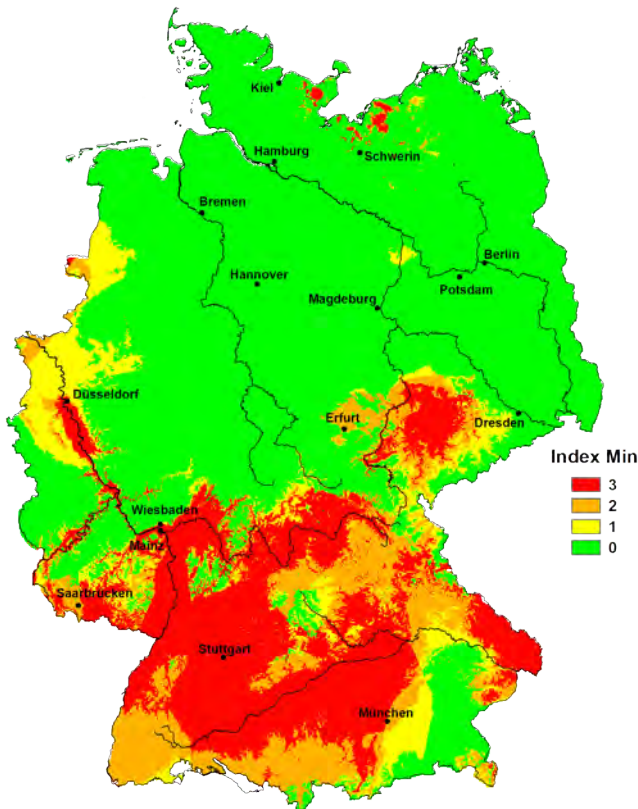 Kiel
Hamburg
Schwerin
Bremen
Berlin
Hannover
Potsdam
Magdeburg
Düsseldorf
Erfurt
Dresden
Index Min
3
2
1
0
Wiesbaden
Mainz
Saarbrücken
Stuttgart
München